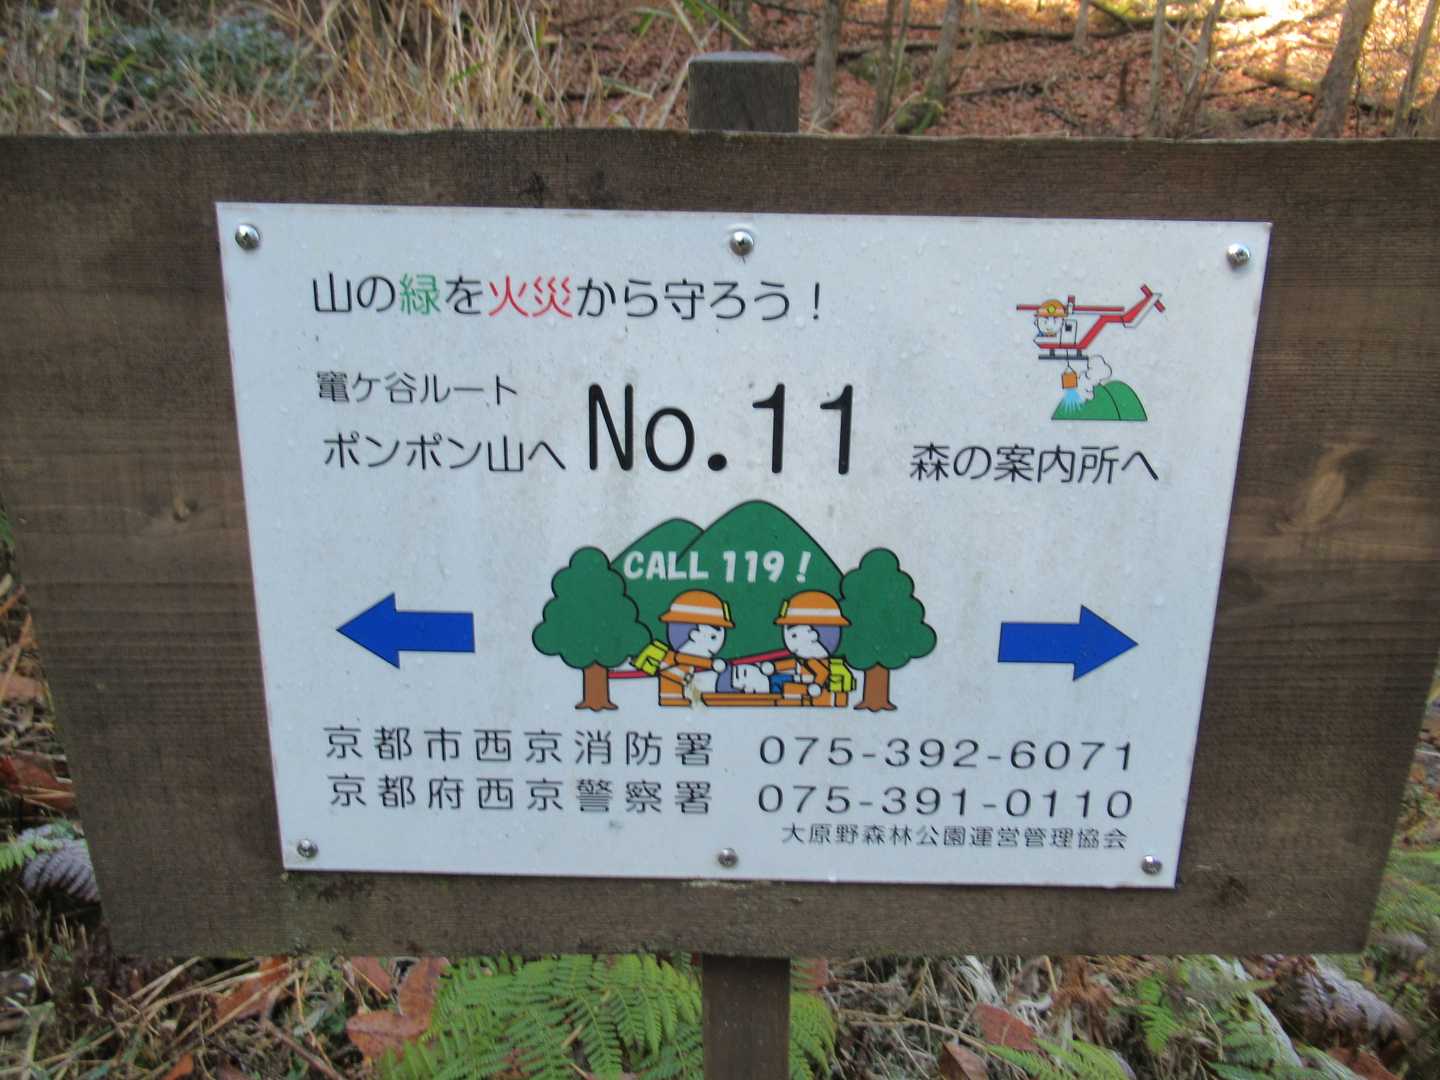 山の緑を火災から守ろう！
竃ケ谷ルート
ポンポン山へ
No.11
森の案内所へ
CALL 119!
京都市西京消防署 075-392-6071
京都府西京警察署 075-391-0110
大原野森林公園運営管理協会